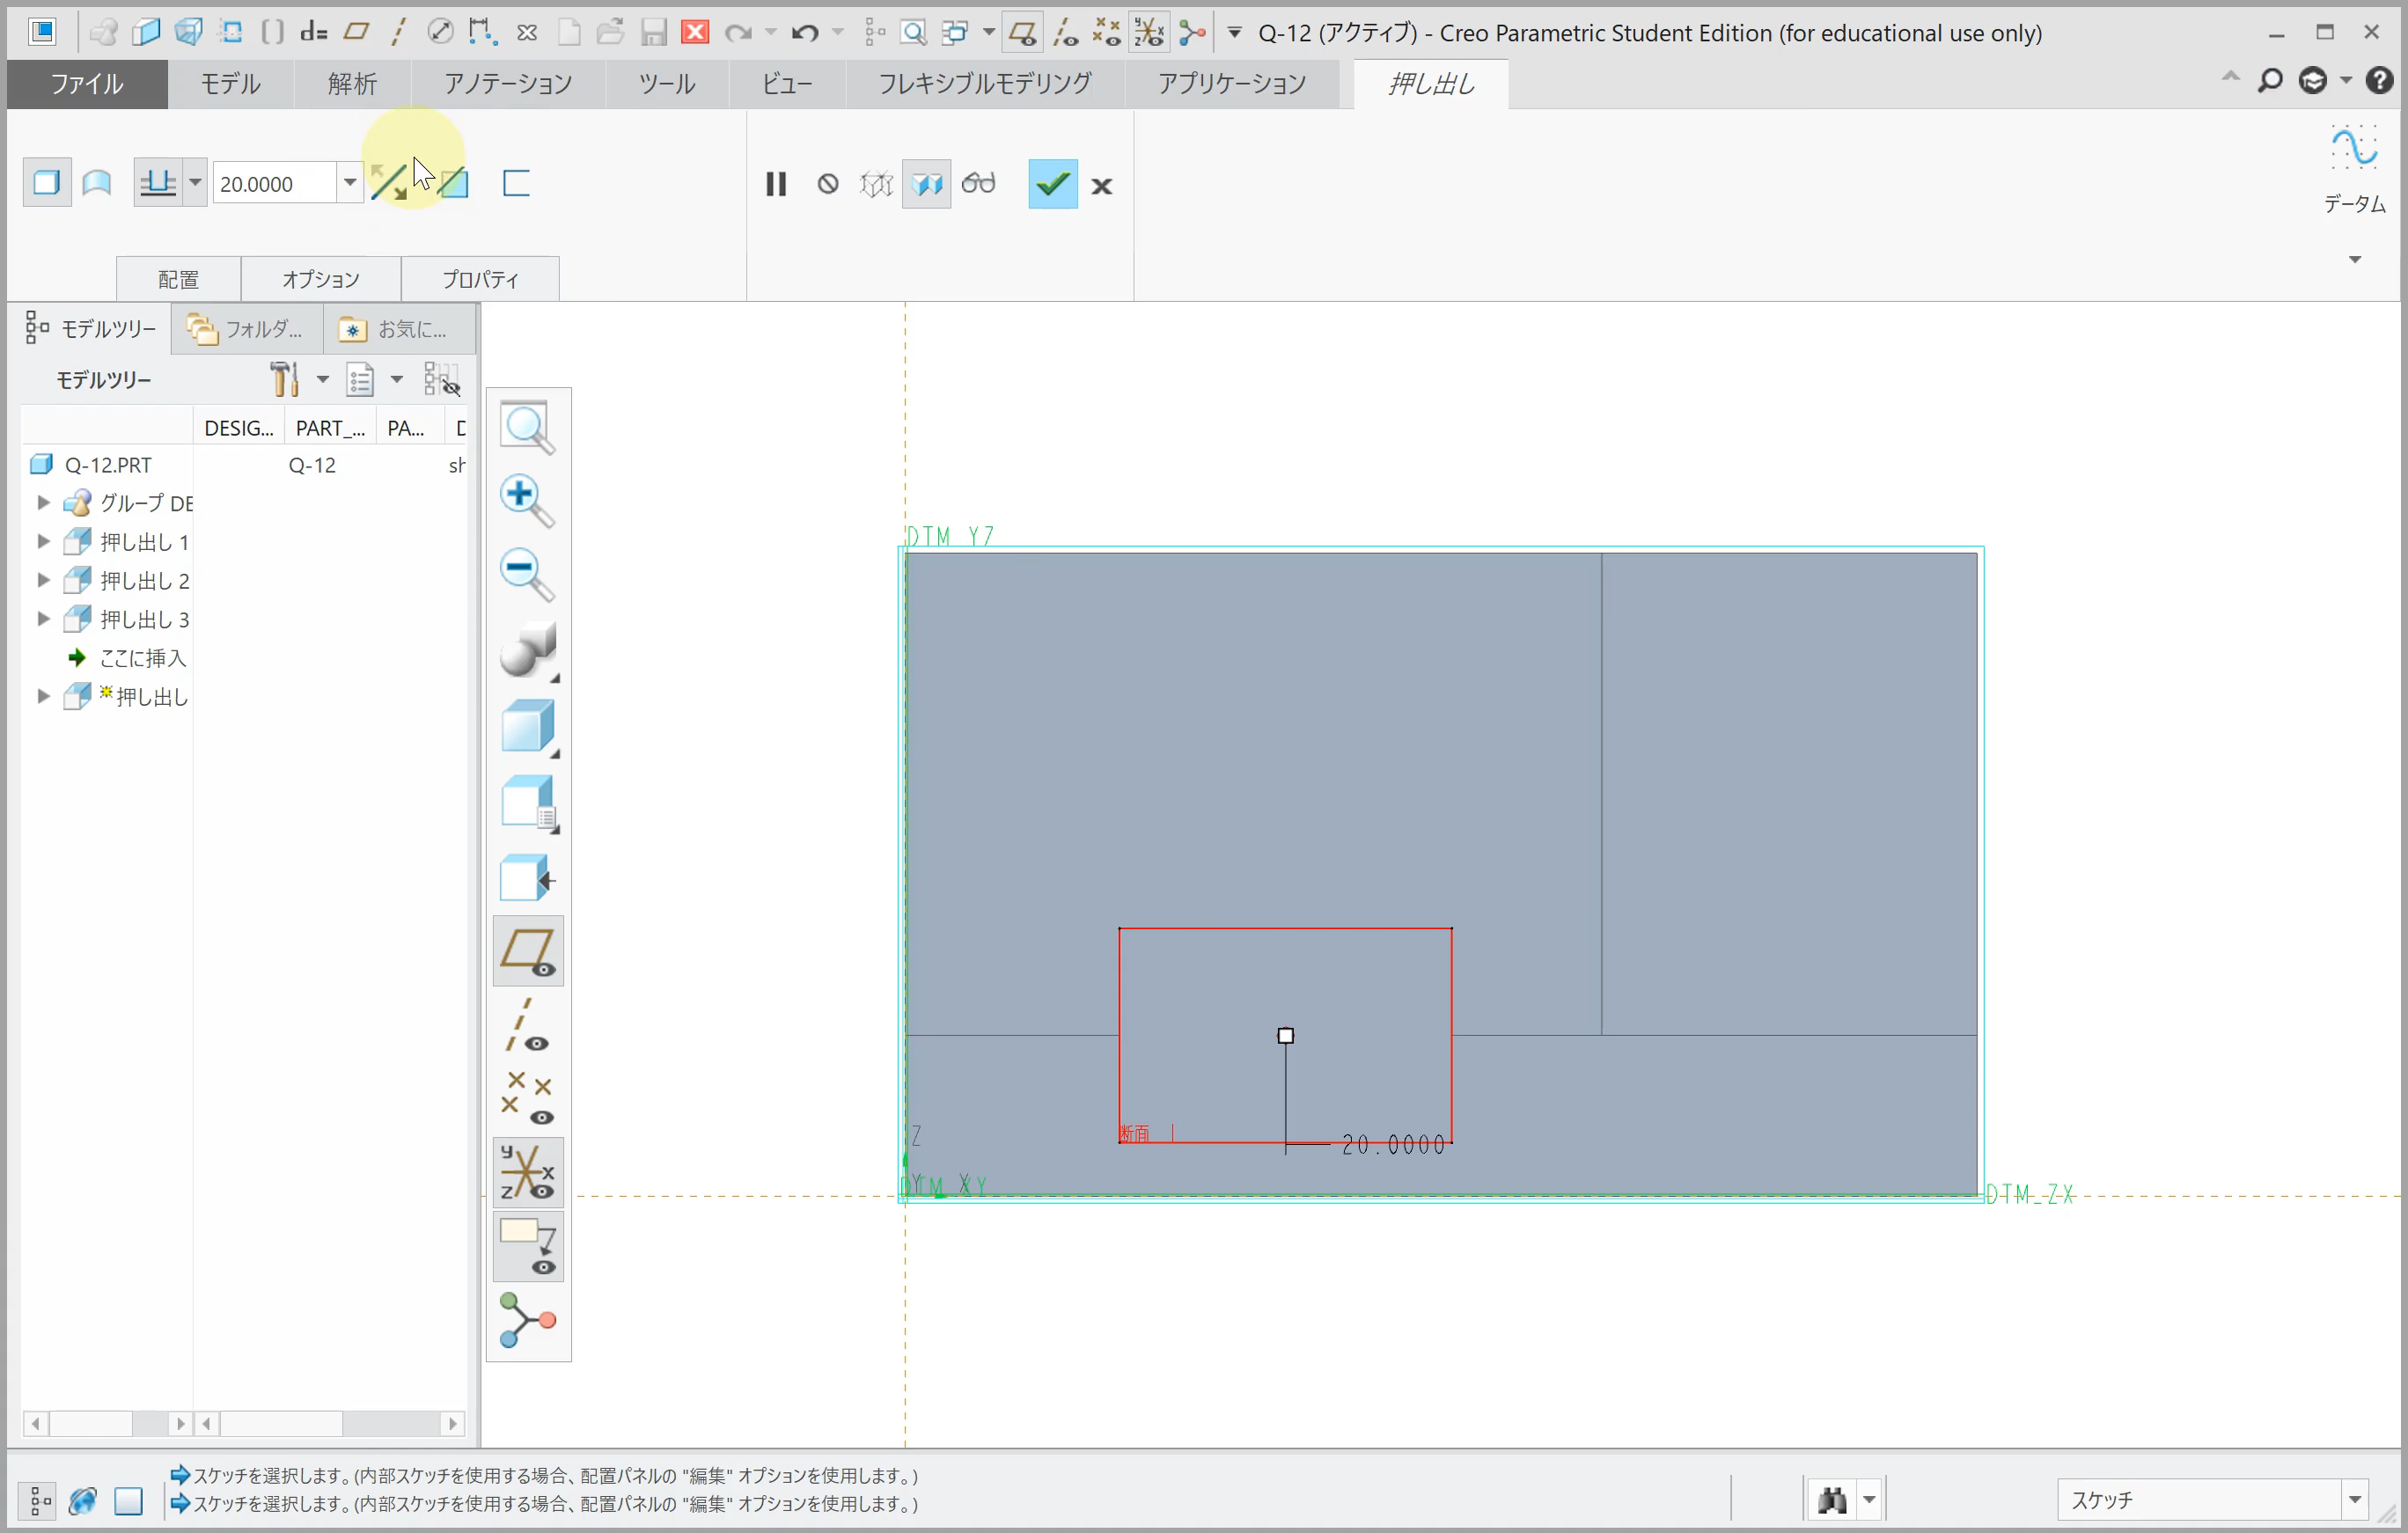 Q-12 (アクティブ) - Creo Parametric Student Edition (for educational use only)
ファイル モデル 解析 アノテーション ツール ビュー フレキシブルモデリング アプリケーション 押し出し
20.0000
データム
配置 オプション プロパティ
モデルツリー フォルダ... お気に...
モデルツリー
DESIG... PART_... PA...
Q-12.PRT Q-12 sh
グループ DE
押し出し 1
押し出し 2
押し出し 3
ここに挿入
押し出し
DTM_YZ
断面 1
20.0000
Z
DTM_XY
Y X
DTM_ZX
スケッチを選択します。(内部スケッチを使用する場合、配置パネルの "編集" オプションを使用します。)
スケッチを選択します。(内部スケッチを使用する場合、配置パネルの "編集" オプションを使用します。)
スケッチ